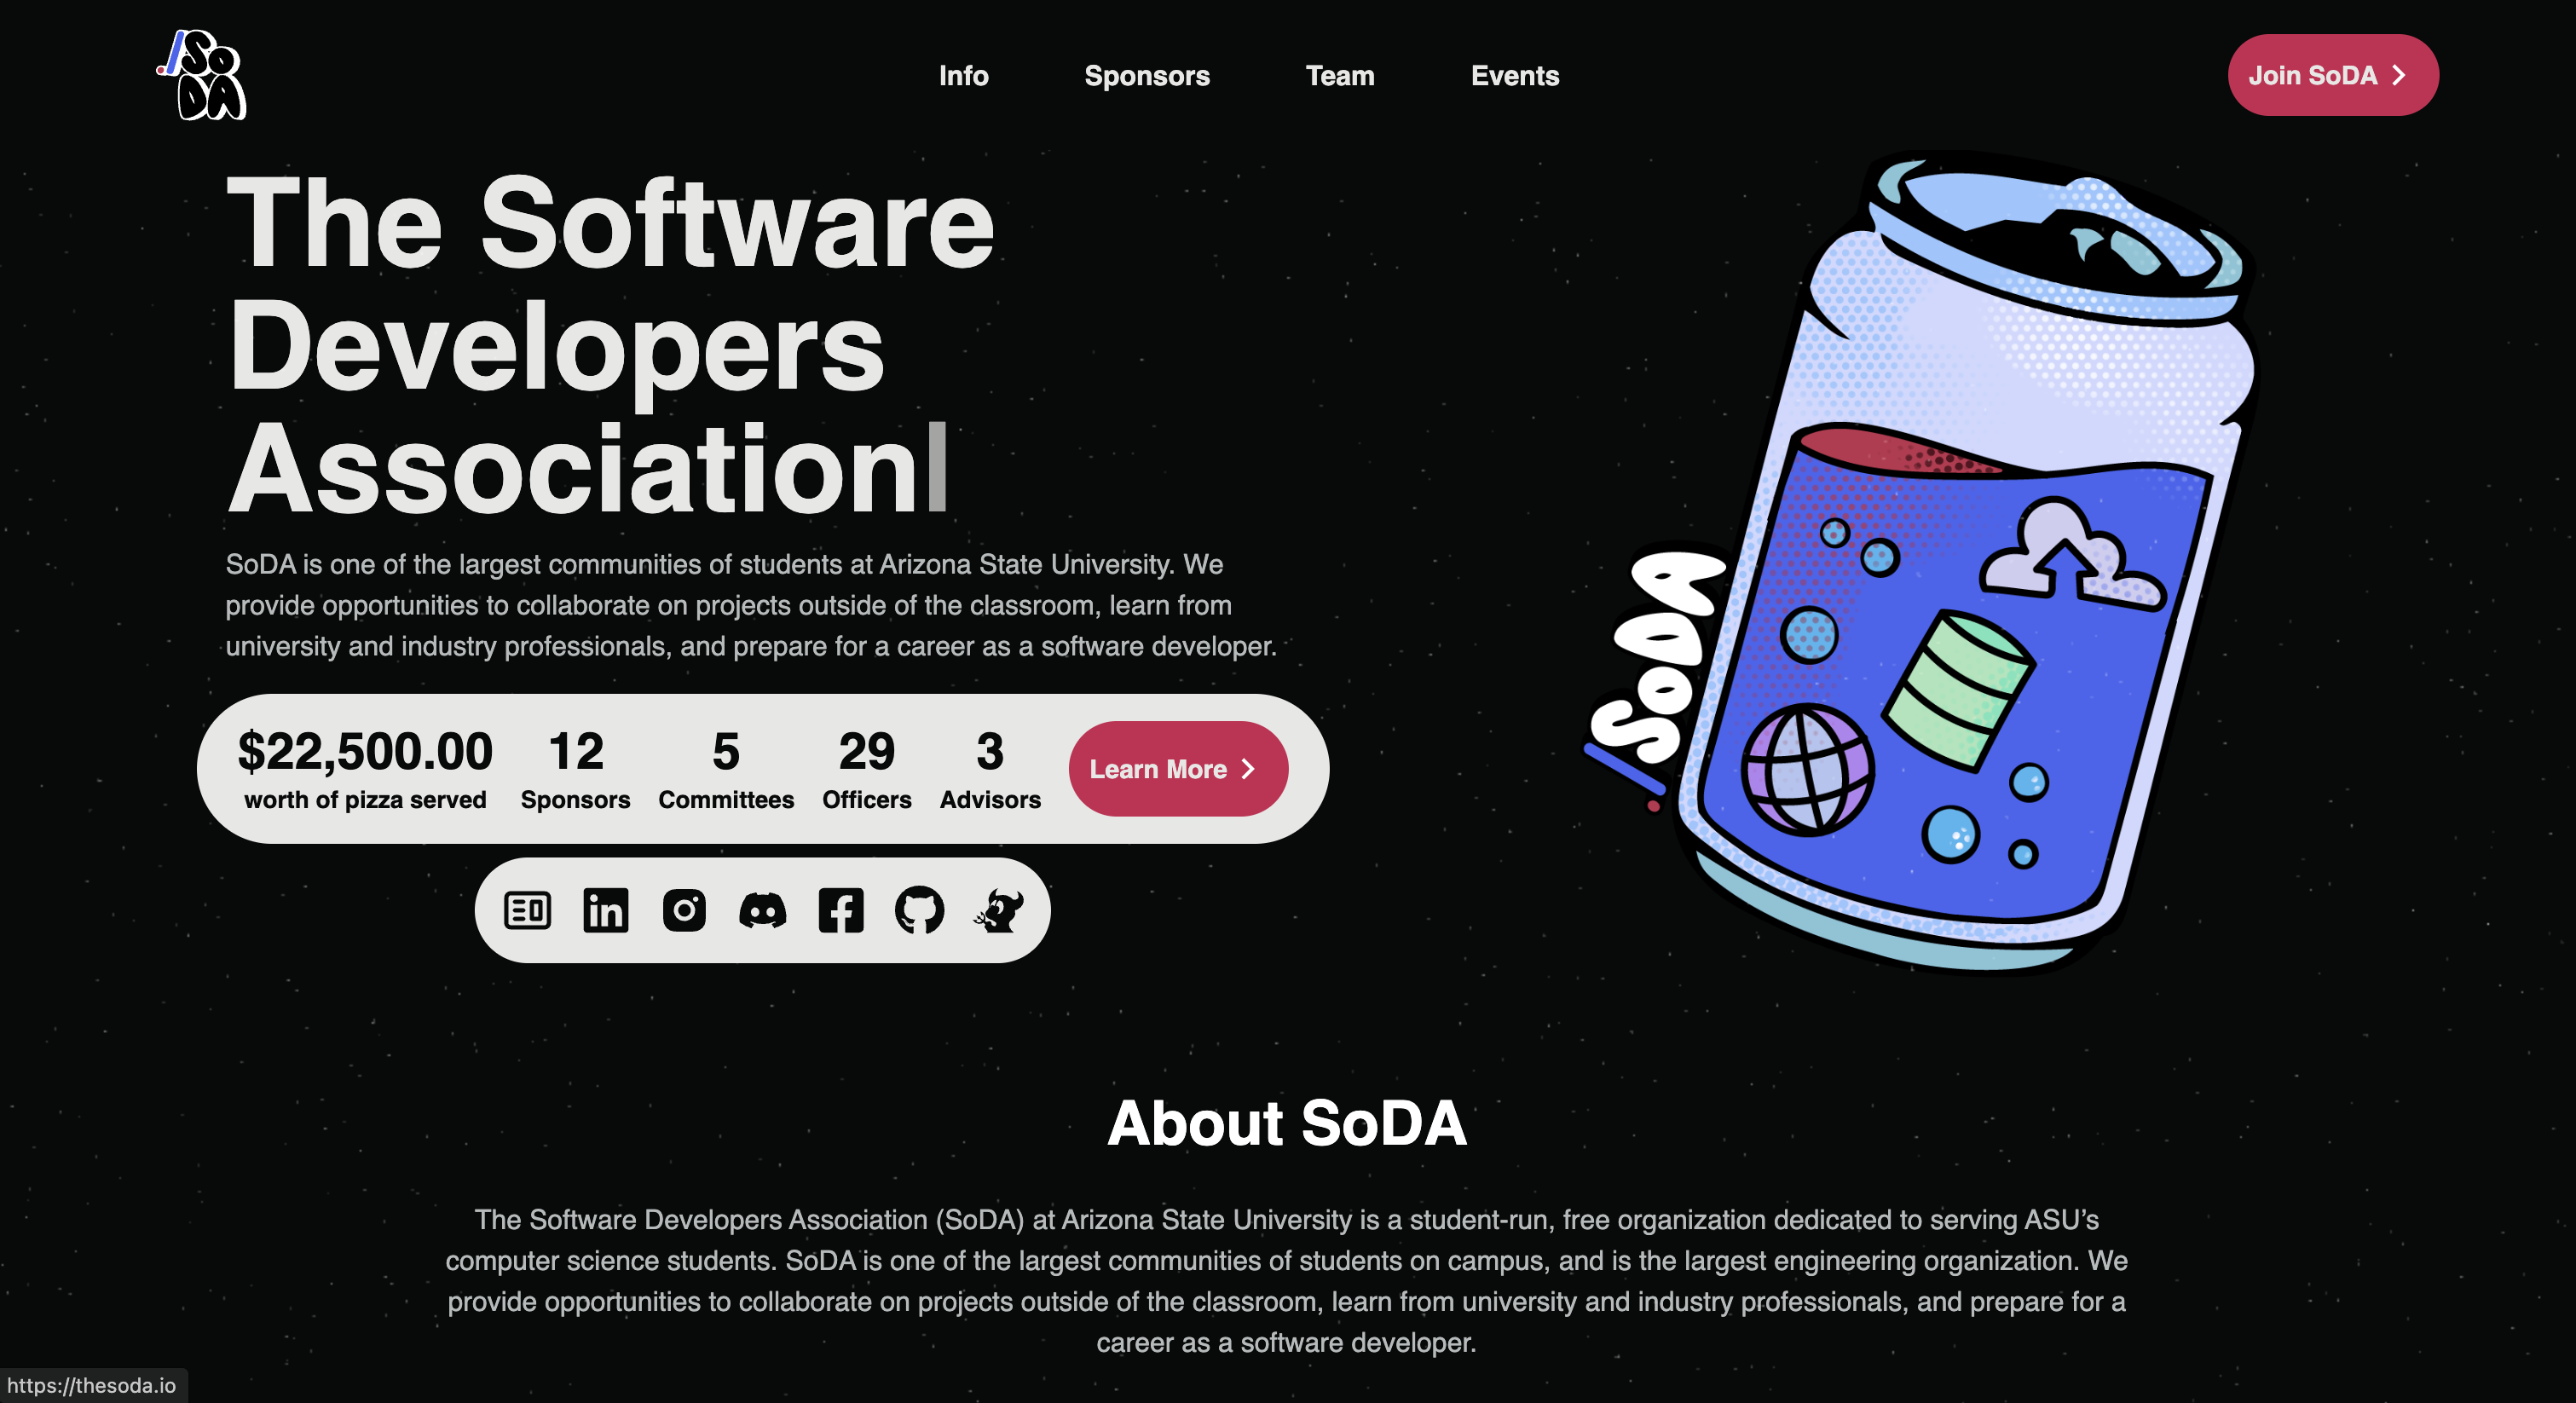 SoDA
Info
Sponsors
Team
Events
Join SoDA
The Software
Developers
Association
SoDA is one of the largest communities of students at Arizona State University. We
provide opportunities to collaborate on projects outside of the classroom, learn from
university and industry professionals, and prepare for a career as a software developer.
$22,500.00
worth of pizza served
12
Sponsors
5
Committees
29
Officers
3
Advisors
Learn More
in
SoDA
About SoDA
The Software Developers Association (SoDA) at Arizona State University is a student-run, free organization dedicated to serving ASU’s
computer science students. SoDA is one of the largest communities of students on campus, and is the largest engineering organization. We
provide opportunities to collaborate on projects outside of the classroom, learn from university and industry professionals, and prepare for a
career as a software developer.
https://thesoda.io